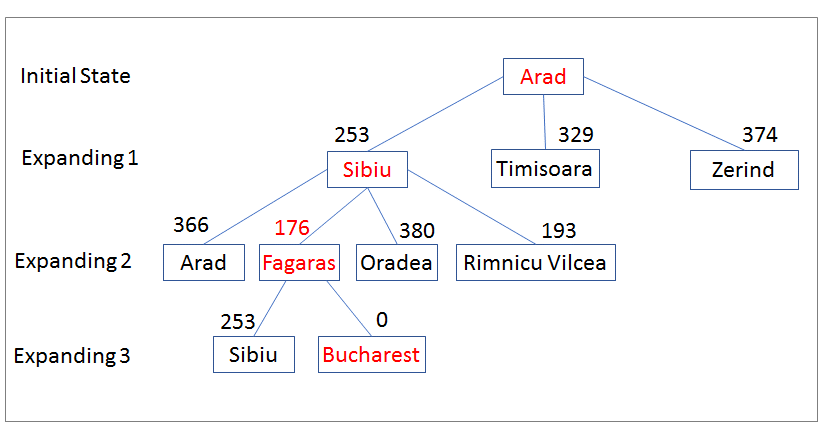 Initial State
Arad
253
329
374
Expanding 1
Sibiu
Timisoara
Zerind
366
176
380
193
Expanding 2
Arad
Fagaras
Oradea
Rimnicu Vilcea
253
0
Expanding 3
Sibiu
Bucharest